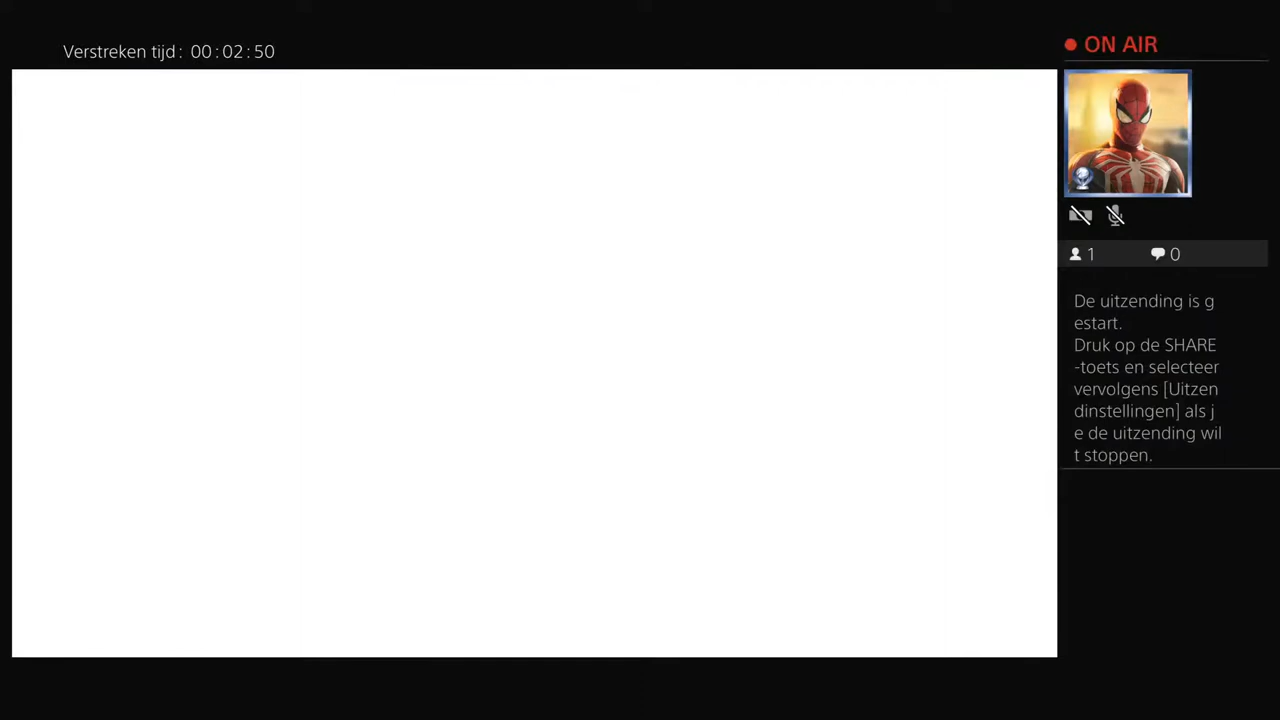 Verstreken tijd: 00:02:50
ON AIR
1
0
De uitzending is g
estart.
Druk op de SHARE
-toets en selecteer
vervolgens [Uitzen
dinstellingen] als j
e de uitzending wil
t stoppen.